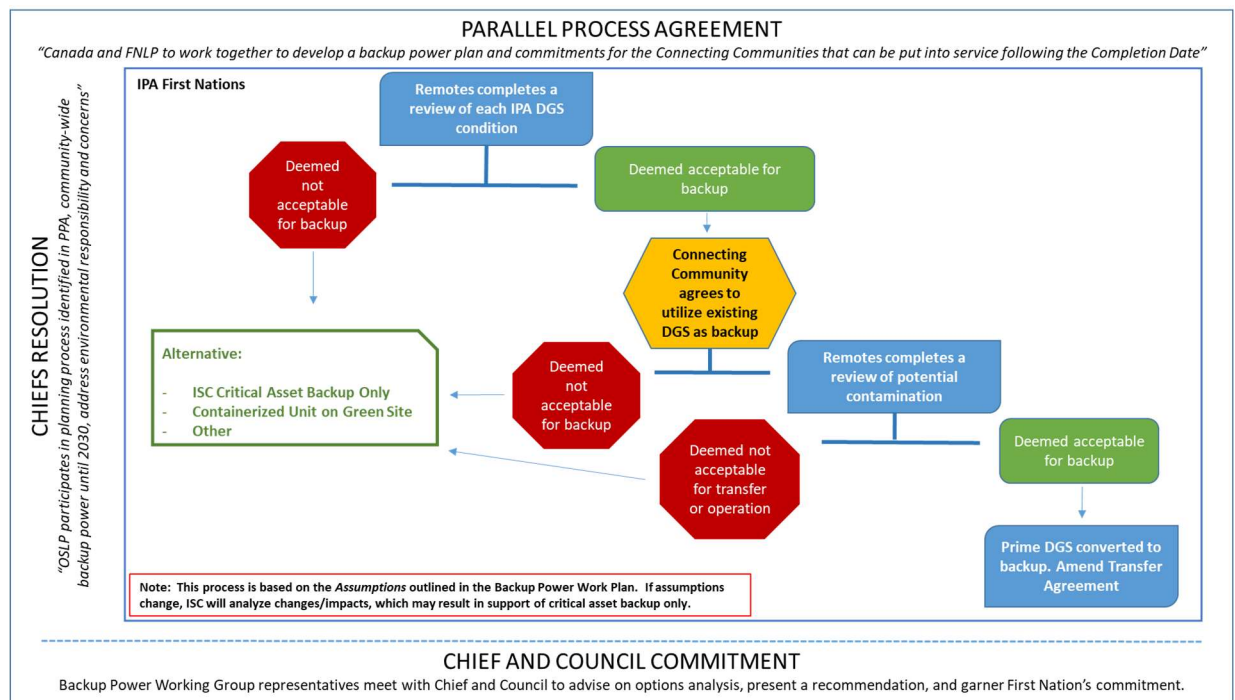 PARALLEL PROCESS AGREEMENT
“Canada and FNLP to work together to develop a backup power plan and commitments for the Connecting Communities that can be put into service following the Completion Date”
CHIEFS RESOLUTION
“OSLP participates in planning process identified in PPA, community-wide
backup power until 2030, address environmental responsibility and concerns”
IPA First Nations
Remotes completes a
review of each IPA DGS
condition
Deemed
not
acceptable
for backup
Deemed acceptable for
backup
Connecting
Community
agrees to
utilize existing
DGS as backup
Alternative:
- ISC Critical Asset Backup Only
- Containerized Unit on Green Site
- Other
Deemed
not
acceptable
for backup
Remotes completes a
review of potential
contamination
Deemed not
acceptable
for transfer
or operation
Deemed acceptable
for backup
Prime DGS converted to
backup. Amend Transfer
Agreement
Note: This process is based on the Assumptions outlined in the Backup Power Work Plan. If assumptions
change, ISC will analyze changes/impacts, which may result in support of critical asset backup only.
CHIEF AND COUNCIL COMMITMENT
Backup Power Working Group representatives meet with Chief and Council to advise on options analysis, present a recommendation, and garner First Nation’s commitment.